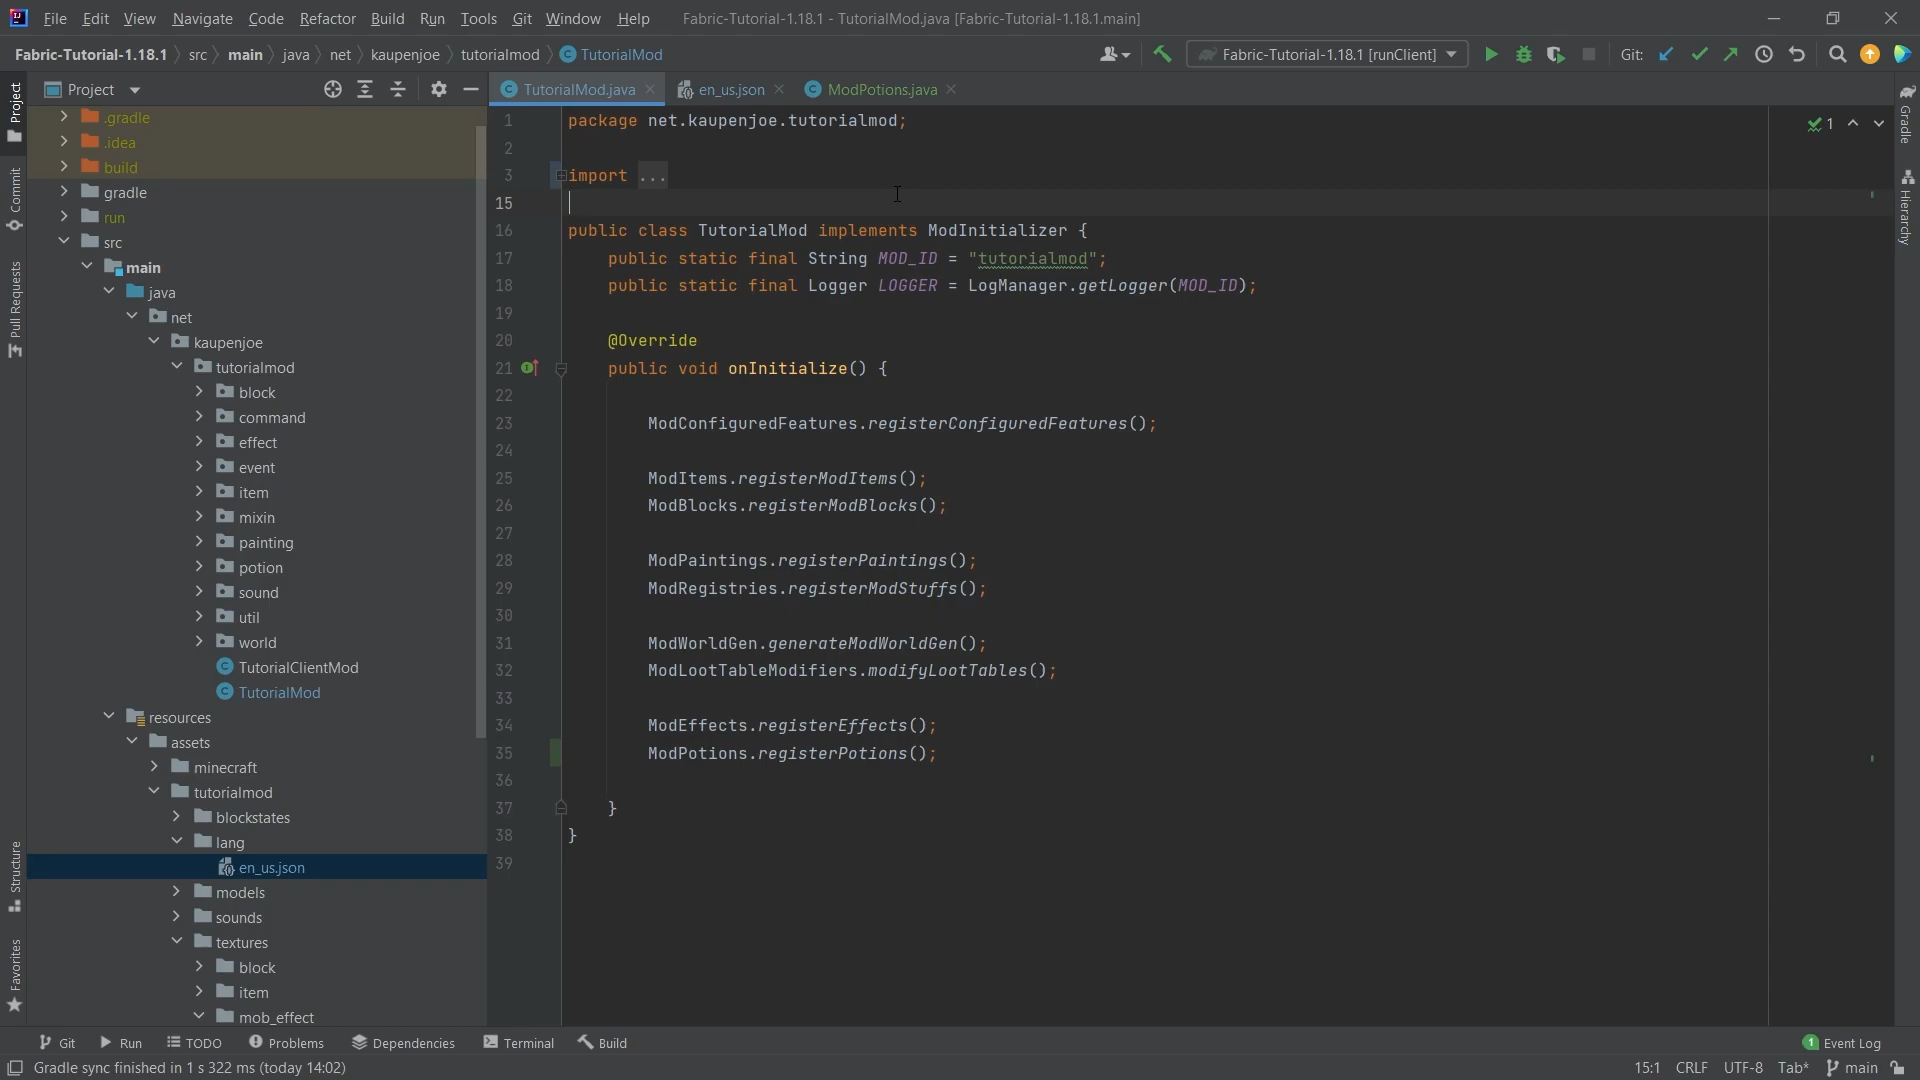 File Edit View Navigate Code Refactor Build Run Tools Git Window Help Fabric-Tutorial-1.18.1 - TutorialMod.java [Fabric-Tutorial-1.18.1.main]
Fabric-Tutorial-1.18.1 src main java net kaupenjoe tutorialmod TutorialMod Fabric-Tutorial-1.18.1 [runClient] Git:
Project
TutorialMod.java en_us.json ModPotions.java
Project
Commit
Pull Requests
Structure
Favorites
.gradle
.idea
build
gradle
run
src
main
java
net
kaupenjoe
tutorialmod
block
command
effect
event
item
mixin
painting
potion
sound
util
world
TutorialClientMod
TutorialMod
resources
assets
minecraft
tutorialmod
blockstates
lang
en_us.json
models
sounds
textures
block
item
mob_effect
1 package net.kaupenjoe.tutorialmod;
2
3 import ...
15
16 public class TutorialMod implements ModInitializer {
17 public static final String MOD_ID = "tutorialmod";
18 public static final Logger LOGGER = LogManager.getLogger(MOD_ID);
19
20 @Override
21 public void onInitialize() {
22
23 ModConfiguredFeatures.registerConfiguredFeatures();
24
25 ModItems.registerModItems();
26 ModBlocks.registerModBlocks();
27
28 ModPaintings.registerPaintings();
29 ModRegistries.registerModStuffs();
30
31 ModWorldGen.generateModWorldGen();
32 ModLootTableModifiers.modifyLootTables();
33
34 ModEffects.registerEffects();
35 ModPotions.registerPotions();
36
37 }
38 }
39
1
Gradle
Hierarchy
Git Run TODO Problems Dependencies Terminal Build 1 Event Log
Gradle sync finished in 1 s 322 ms (today 14:02) 15:1 CRLF UTF-8 Tab* main